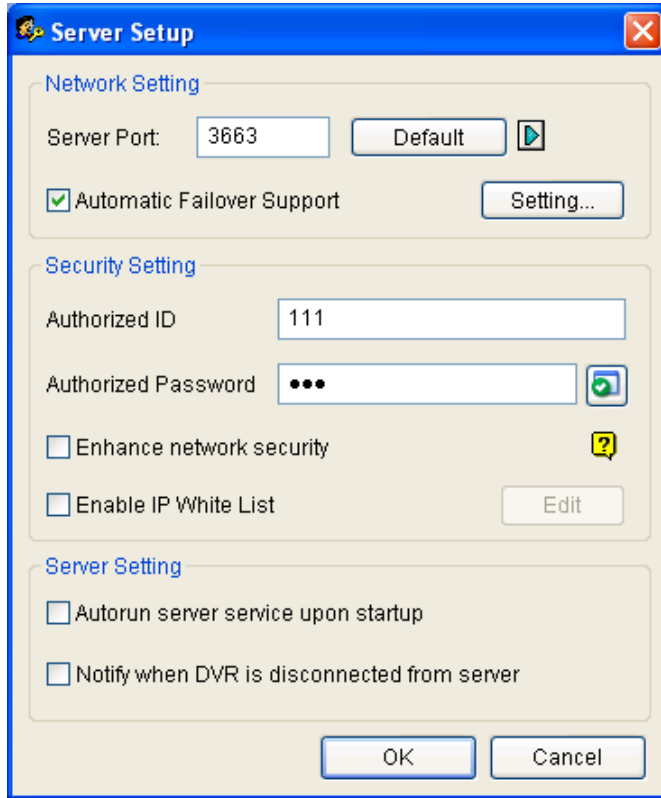 Server Setup
Network Setting
Server Port: 3663 Default
Automatic Failover Support Setting...
Security Setting
Authorized ID 111
Authorized Password •••
Enhance network security ?
Enable IP White List Edit
Server Setting
Autorun server service upon startup
Notify when DVR is disconnected from server
OK Cancel